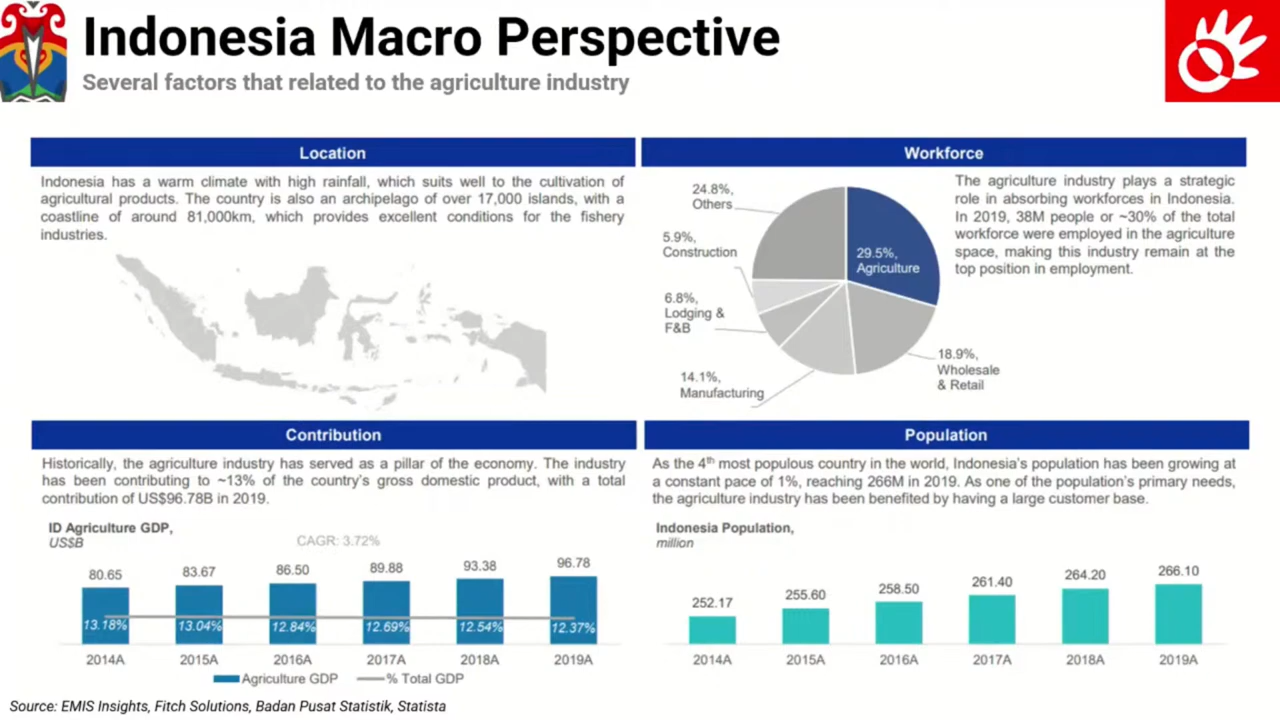 Indonesia Macro Perspective
Several factors that related to the agriculture industry
Location
Indonesia has a warm climate with high rainfall, which suits well to the cultivation of
agricultural products. The country is also an archipelago of over 17,000 islands, with a
coastline of around 81,000km, which provides excellent conditions for the fishery
industries.
Workforce
24.8%,
Others
5.9%,
Construction
6.8%,
Lodging &
F&B
14.1%,
Manufacturing
29.5%,
Agriculture
18.9%,
Wholesale
& Retail
The agriculture industry plays a strategic
role in absorbing workforces in Indonesia.
In 2019, 38M people or ~30% of the total
workforce were employed in the agriculture
space, making this industry remain at the
top position in employment.
Contribution
Historically, the agriculture industry has served as a pillar of the economy. The industry
has been contributing to ~13% of the country's gross domestic product, with a total
contribution of US$96.78B in 2019.
ID Agriculture GDP,
US$B
CAGR: 3.72%
80.65 83.67 86.50 89.88 93.38 96.78
13.18% 13.04% 12.84% 12.69% 12.54% 12.37%
2014A 2015A 2016A 2017A 2018A 2019A
Agriculture GDP % Total GDP
Population
As the 4th most populous country in the world, Indonesia's population has been growing at
a constant pace of 1%, reaching 266M in 2019. As one of the population's primary needs,
the agriculture industry has been benefited by having a large customer base.
Indonesia Population,
million
252.17 255.60 258.50 261.40 264.20 266.10
2014A 2015A 2016A 2017A 2018A 2019A
Source: EMIS Insights, Fitch Solutions, Badan Pusat Statistik, Statista